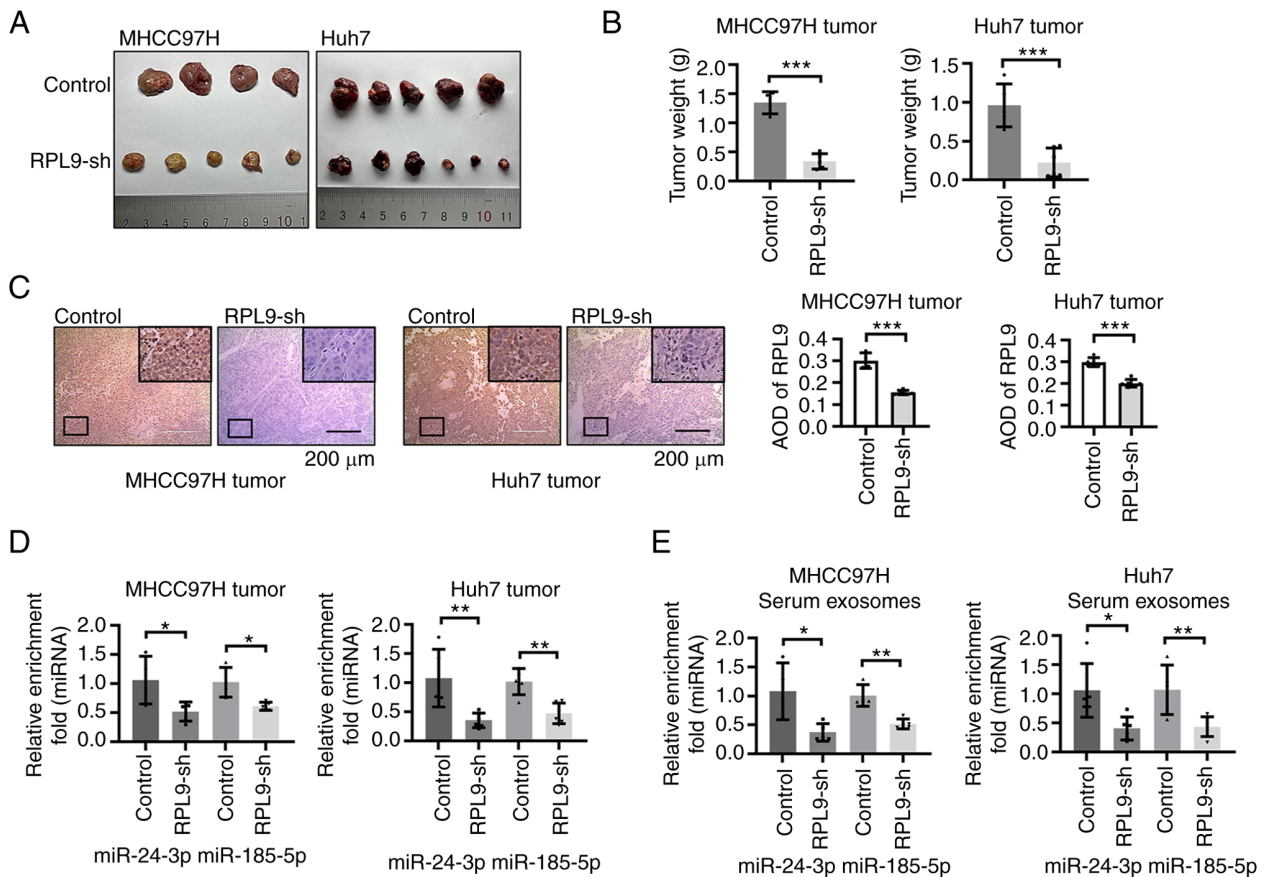 A
MHCC97H
Huh7
Control
RPL9-sh
2 3 4 5 6 7 8 9 10 1
2 3 4 5 6 7 8 9 10 11
B
MHCC97H tumor
Huh7 tumor
Tumor weight (g)
2.0
1.5
1.0
0.5
0.0
***
Control
RPL9-sh
Tumor weight (g)
1.5
1.0
0.5
0.0
***
Control
RPL9-sh
C
Control
RPL9-sh
Control
RPL9-sh
200 μm
200 μm
MHCC97H tumor
Huh7 tumor
MHCC97H tumor
AOD of RPL9
0.4
0.3
0.2
0.1
0.0
***
Control
RPL9-sh
Huh7 tumor
AOD of RPL9
0.4
0.3
0.2
0.1
0.0
***
Control
RPL9-sh
D
MHCC97H tumor
Relative enrichment
fold (miRNA)
2.0
1.5
1.0
0.5
0.0
*
*
Control
RPL9-sh
Control
RPL9-sh
miR-24-3p miR-185-5p
Huh7 tumor
Relative enrichment
fold (miRNA)
2.0
1.5
1.0
0.5
0.0
**
**
Control
RPL9-sh
Control
RPL9-sh
miR-24-3p miR-185-5p
E
MHCC97H
Serum exosomes
Relative enrichment
fold (miRNA)
2.0
1.5
1.0
0.5
0.0
*
**
Control
RPL9-sh
Control
RPL9-sh
miR-24-3p miR-185-5p
Huh7
Serum exosomes
Relative enrichment
fold (miRNA)
2.0
1.5
1.0
0.5
0.0
*
**
Control
RPL9-sh
Control
RPL9-sh
miR-24-3p miR-185-5p